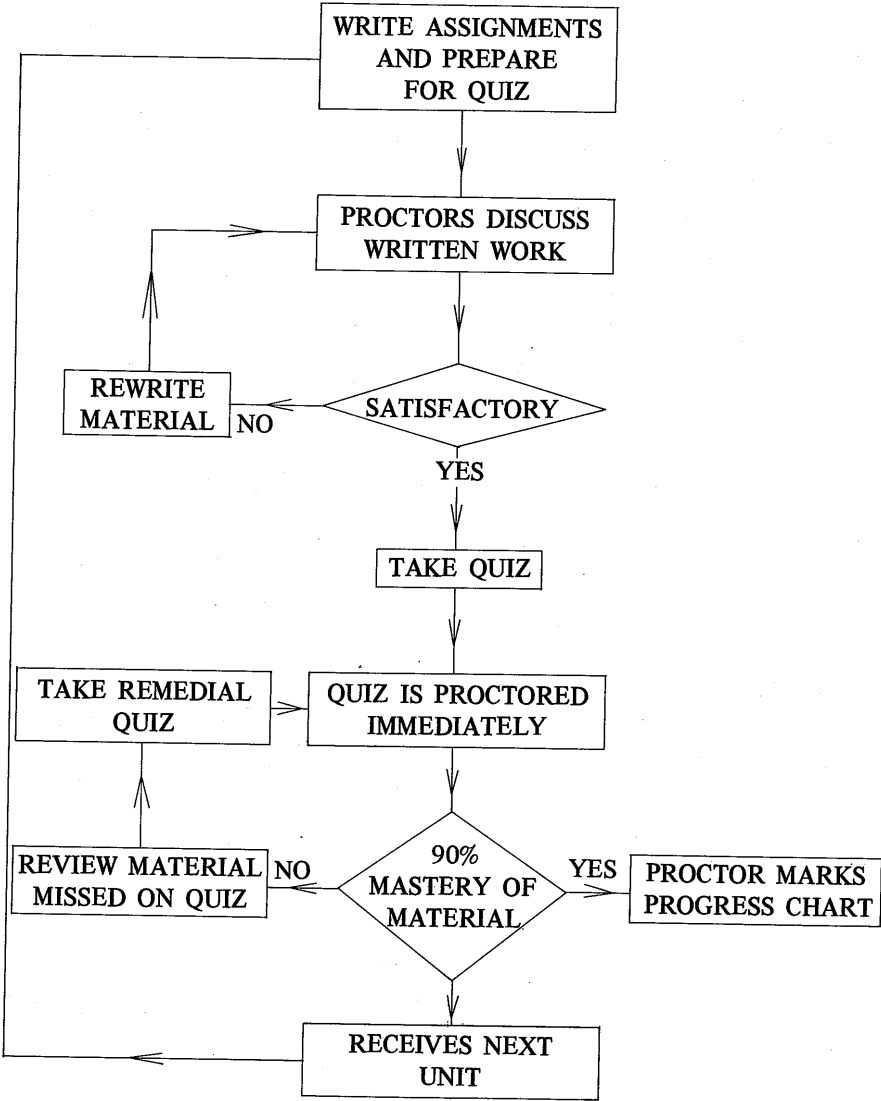 WRITE ASSIGNMENTS
AND PREPARE
FOR QUIZ
PROCTORS DISCUSS
WRITTEN WORK
REWRITE
MATERIAL
NO
SATISFACTORY
YES
TAKE QUIZ
TAKE REMEDIAL
QUIZ
QUIZ IS PROCTORED
IMMEDIATELY
REVIEW MATERIAL
MISSED ON QUIZ
NO
90%
MASTERY OF
MATERIAL
YES
PROCTOR MARKS
PROGRESS CHART
RECEIVES NEXT
UNIT